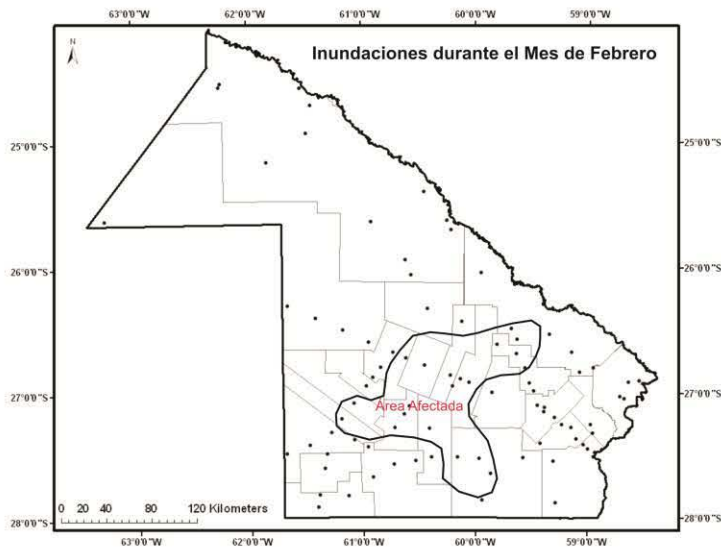 63°0'0"W 62°0'0"W 61°0'0"W 60°0'0"W 59°0'0"W
N
Inundaciones durante el Mes de Febrero
25°0'0"S 25°0'0"S
26°0'0"S 26°0'0"S
27°0'0"S 27°0'0"S
Área Afectada
0 20 40 80 120 Kilometers
28°0'0"S 28°0'0"S
63°0'0"W 62°0'0"W 61°0'0"W 60°0'0"W 59°0'0"W